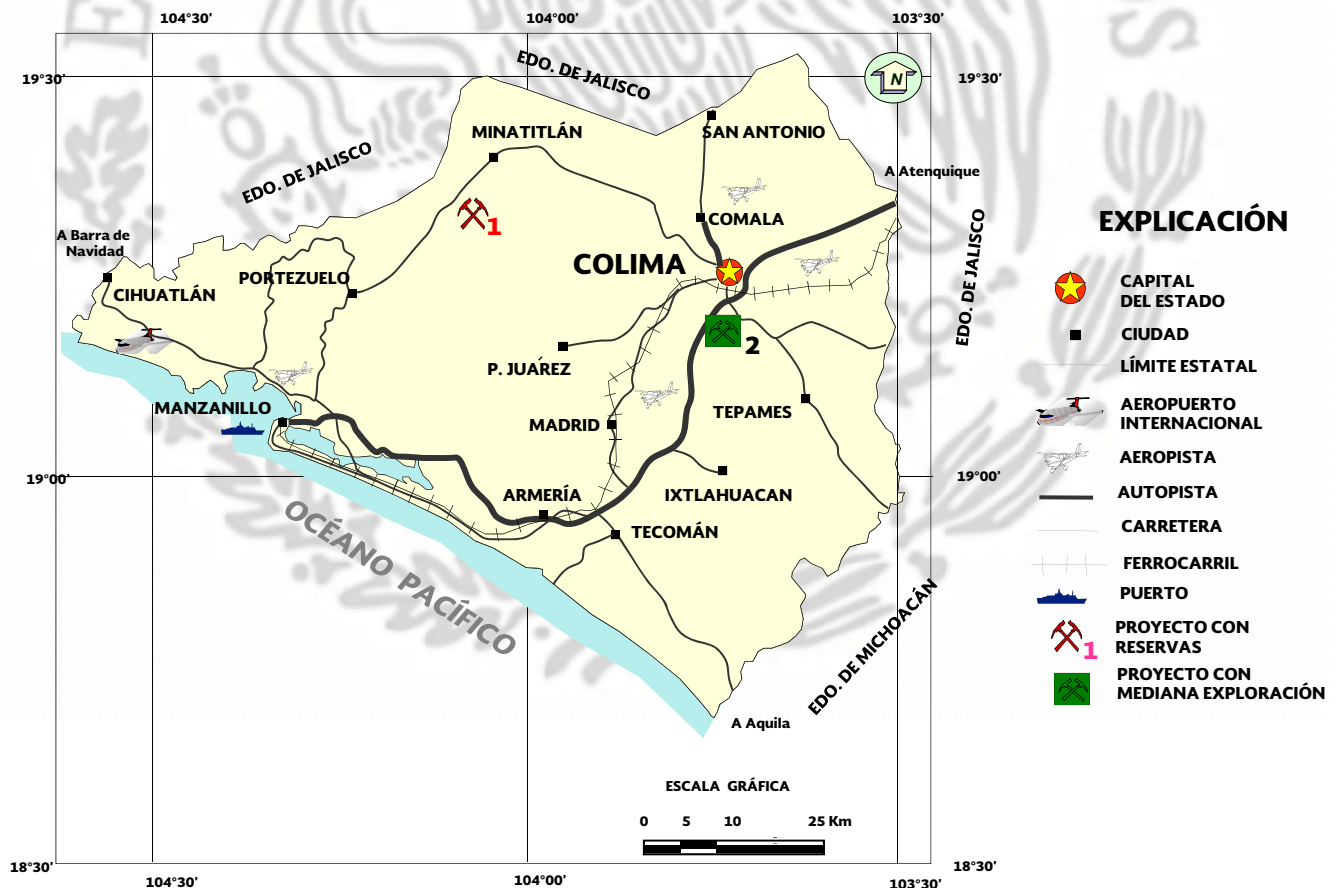 104°30'
104°00'
103°30'
19°30'
19°30'
EDO. DE JALISCO
N
MINATITLÁN
SAN ANTONIO
EDO. DE JALISCO
A Atenquique
1
COMALA
A Barra de
Navidad
COLIMA
EDO. DE JALISCO
PORTEZUELO
CIHUATLÁN
2
P. JUÁREZ
MANZANILLO
TEPAMES
MADRID
19°00'
19°00'
ARMERÍA
IXTLAHUACAN
TECOMÁN
OCÉANO PACÍFICO
EDO. DE MICHOACÁN
A Aquila
ESCALA GRÁFICA
0 5 10 25 Km
18°30'
18°30'
104°30'
104°00'
103°30'
EXPLICACIÓN
CAPITAL
DEL ESTADO
CIUDAD
LÍMITE ESTATAL
AEROPUERTO
INTERNACIONAL
AEROPISTA
AUTOPISTA
CARRETERA
FERROCARRIL
PUERTO
1
PROYECTO CON
RESERVAS
PROYECTO CON
MEDIANA EXPLORACIÓN